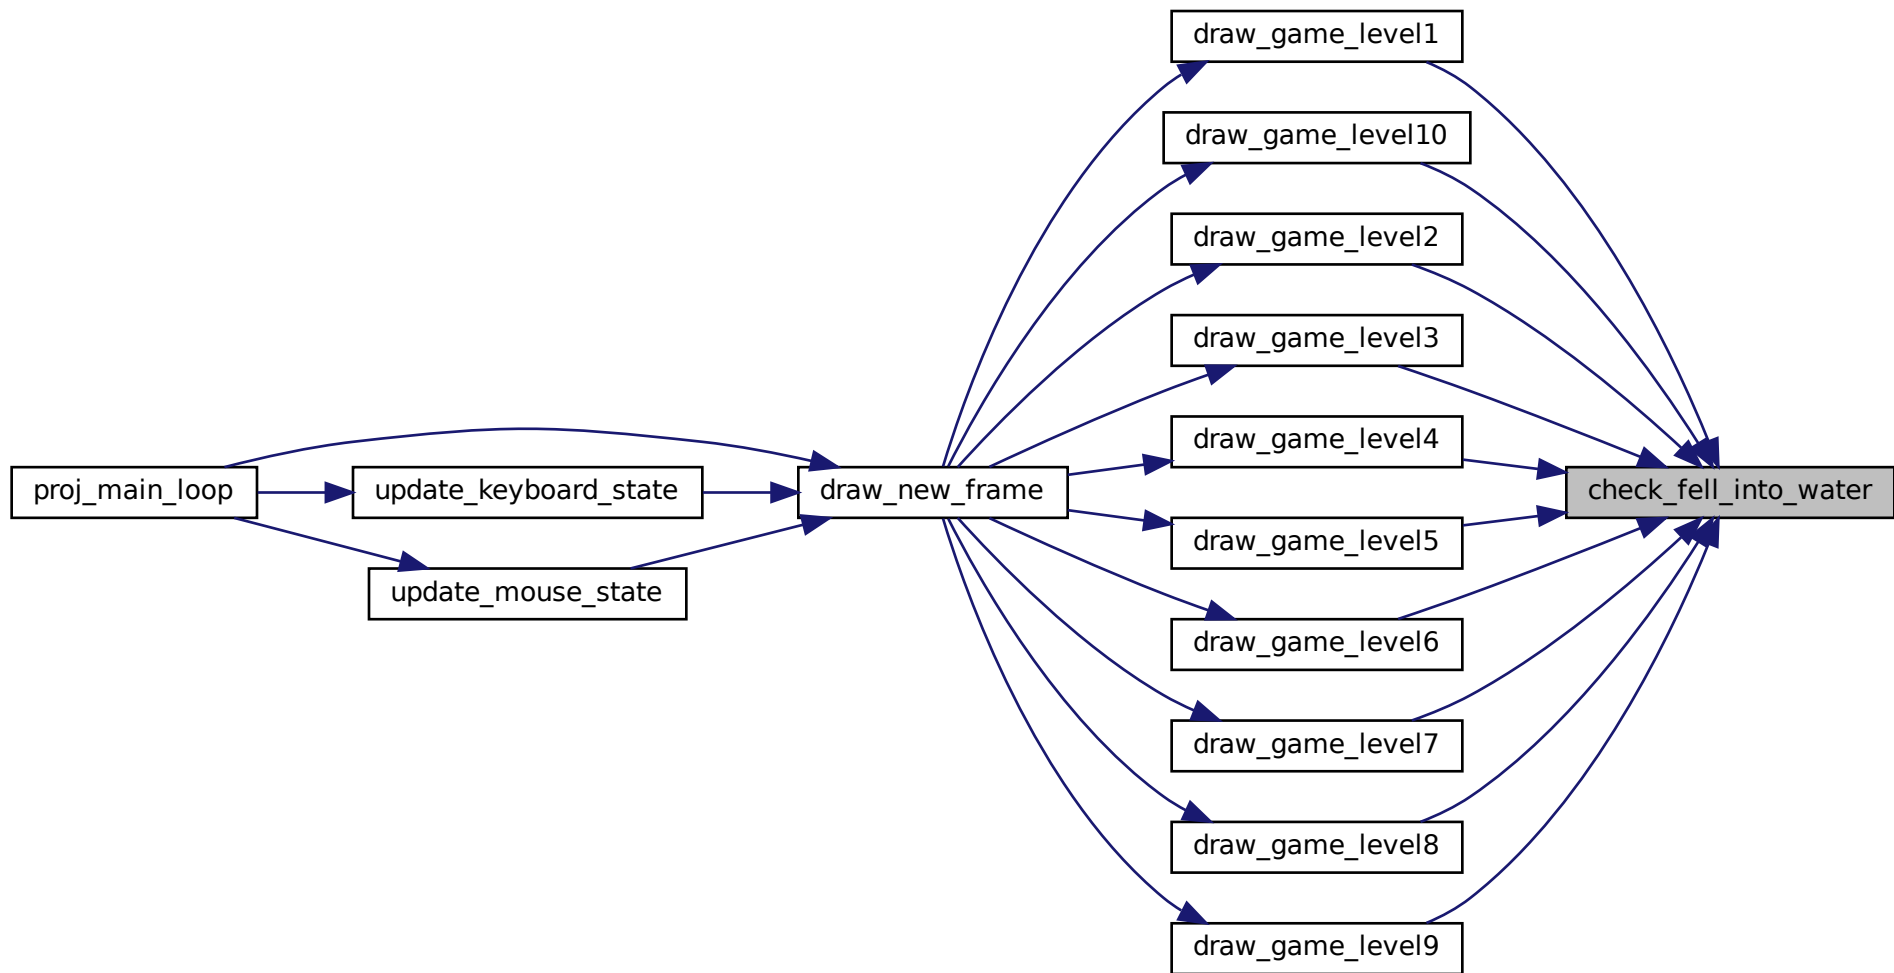 draw_game_level1
draw_game_level10
draw_game_level2
draw_game_level3
draw_game_level4
proj_main_loop
update_keyboard_state
draw_new_frame
check_fell_into_water
draw_game_level5
update_mouse_state
draw_game_level6
draw_game_level7
draw_game_level8
draw_game_level9